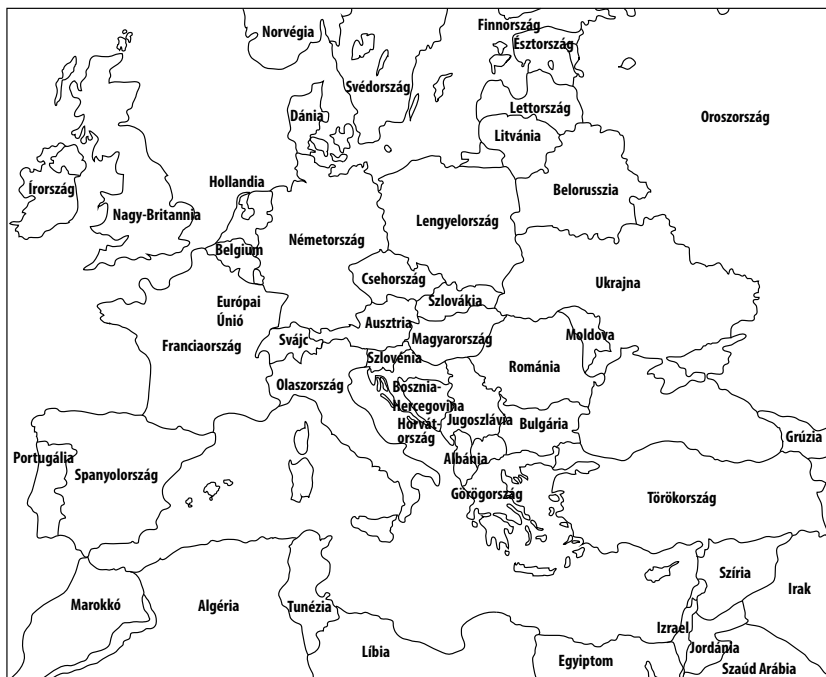 Norvégia
Finnország
Észtország
Svédország
Lettország
Dánia
Oroszország
Litvánia
Hollandia
Írország
Belorusszia
Nagy-Britannia
Lengyelország
Németország
Belgium
Csehország
Ukrajna
Európai
Únió
Szlovákia
Ausztria
Moldova
Franciaország
Svájc
Magyarország
Szlovénia
Románia
Olaszország
Bosznia-
Hercegovina
Jugoszlávia
Bulgária
Horvát-
ország
Grúzia
Portugália
Albánia
Spanyolország
Görögország
Törökország
Szíria
Irak
Marokkó
Algéria
Tunézia
Izrael
Líbia
Jordánia
Egyiptom
Szaúd Arábia